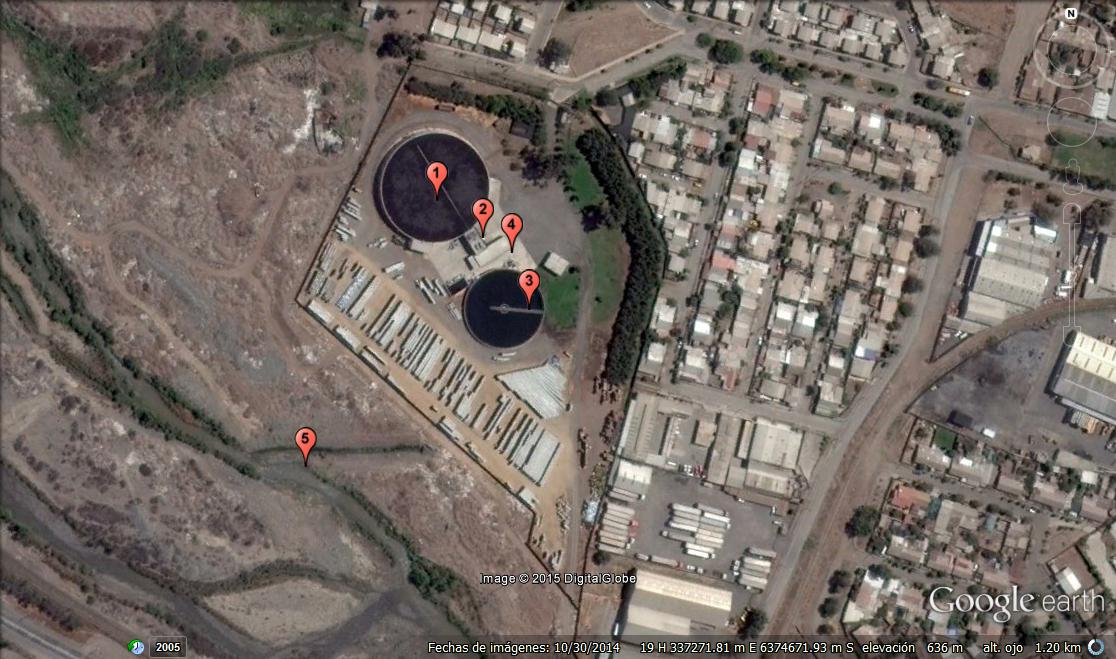 N
1
2
4
3
5
Image © 2015 DigitalGlobe
Google earth
2005
Fechas de imágenes: 10/30/2014 19 H 337271.81 m E 6374671.93 m S elevación 636 m alt. ojo 1.20 km